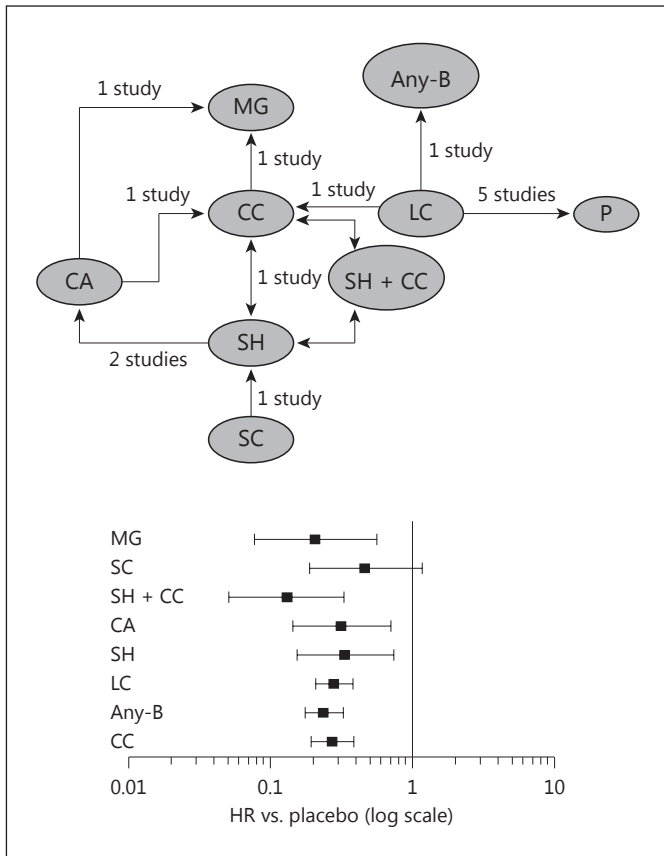 1 study
MG
Any-B
1 study
1 study
1 study
1 study
5 studies
CC
LC
P
CA
1 study
SH + CC
SH
2 studies
1 study
SC
MG
SC
SH + CC
CA
SH
LC
Any-B
CC
0.01 0.1 1 10
HR vs. placebo (log scale)